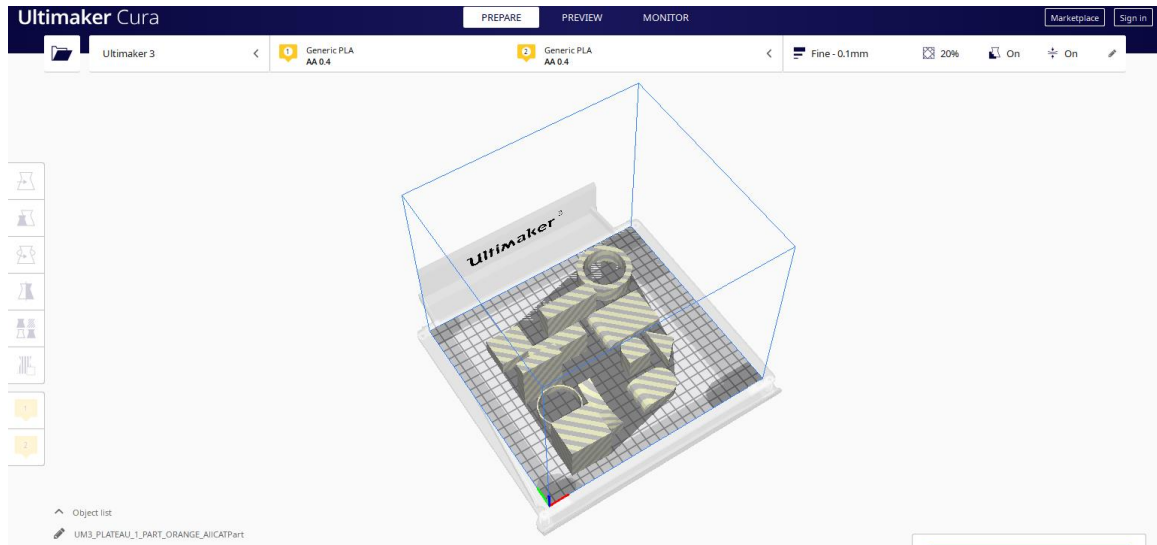 Ultimaker Cura
PREPARE
PREVIEW
MONITOR
Marketplace
Sign in
Ultimaker 3
1
Generic PLA
AA 0.4
2
Generic PLA
AA 0.4
Fine - 0.1mm
20%
On
On
Ultimaker 3
1
2
Object list
UM3_PLATEAU_1_PART_ORANGE_AllCATPart